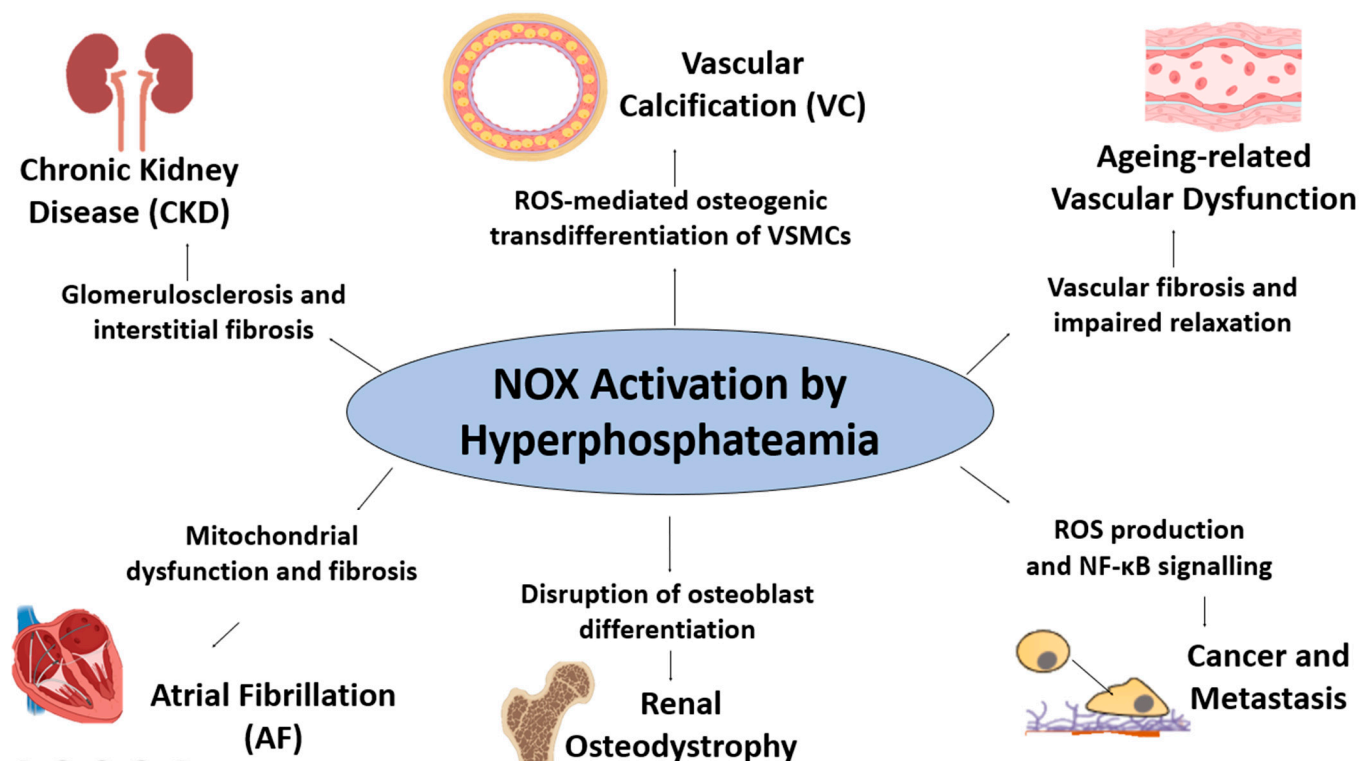 Chronic Kidney
Disease (CKD)
Glomerulosclerosis and
interstitial fibrosis
Vascular
Calcification (VC)
ROS-mediated osteogenic
transdifferentiation of VSMCs
Ageing-related
Vascular Dysfunction
Vascular fibrosis and
impaired relaxation
NOX Activation by
Hyperphosphateamia
Mitochondrial
dysfunction and fibrosis
Atrial Fibrillation
(AF)
Disruption of osteoblast
differentiation
Renal
Osteodystrophy
ROS production
and NF-κB signalling
Cancer and
Metastasis